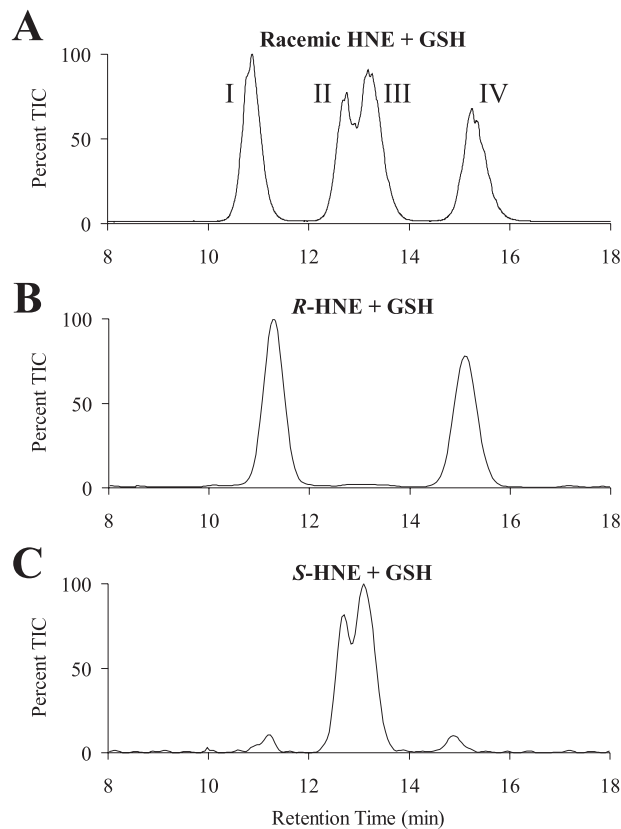 A
Racemic HNE + GSH
Percent TIC
100
50
0
I
II
III
IV
8 10 12 14 16 18
B
R-HNE + GSH
Percent TIC
100
50
0
8 10 12 14 16 18
C
S-HNE + GSH
Percent TIC
100
50
0
8 10 12 14 16 18
Retention Time (min)